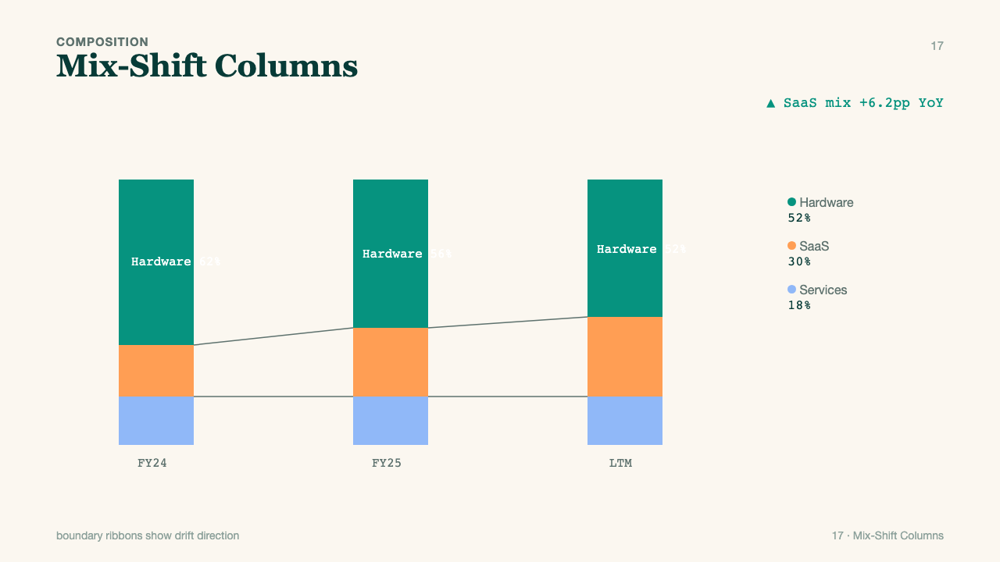 COMPOSITION
Mix-Shift Columns
17
▲ SaaS mix +6.2pp YoY
Hardware 62%
Hardware 56%
Hardware 52%
Hardware
52%
SaaS
30%
Services
18%
FY24
FY25
LTM
boundary ribbons show drift direction
17 · Mix-Shift Columns